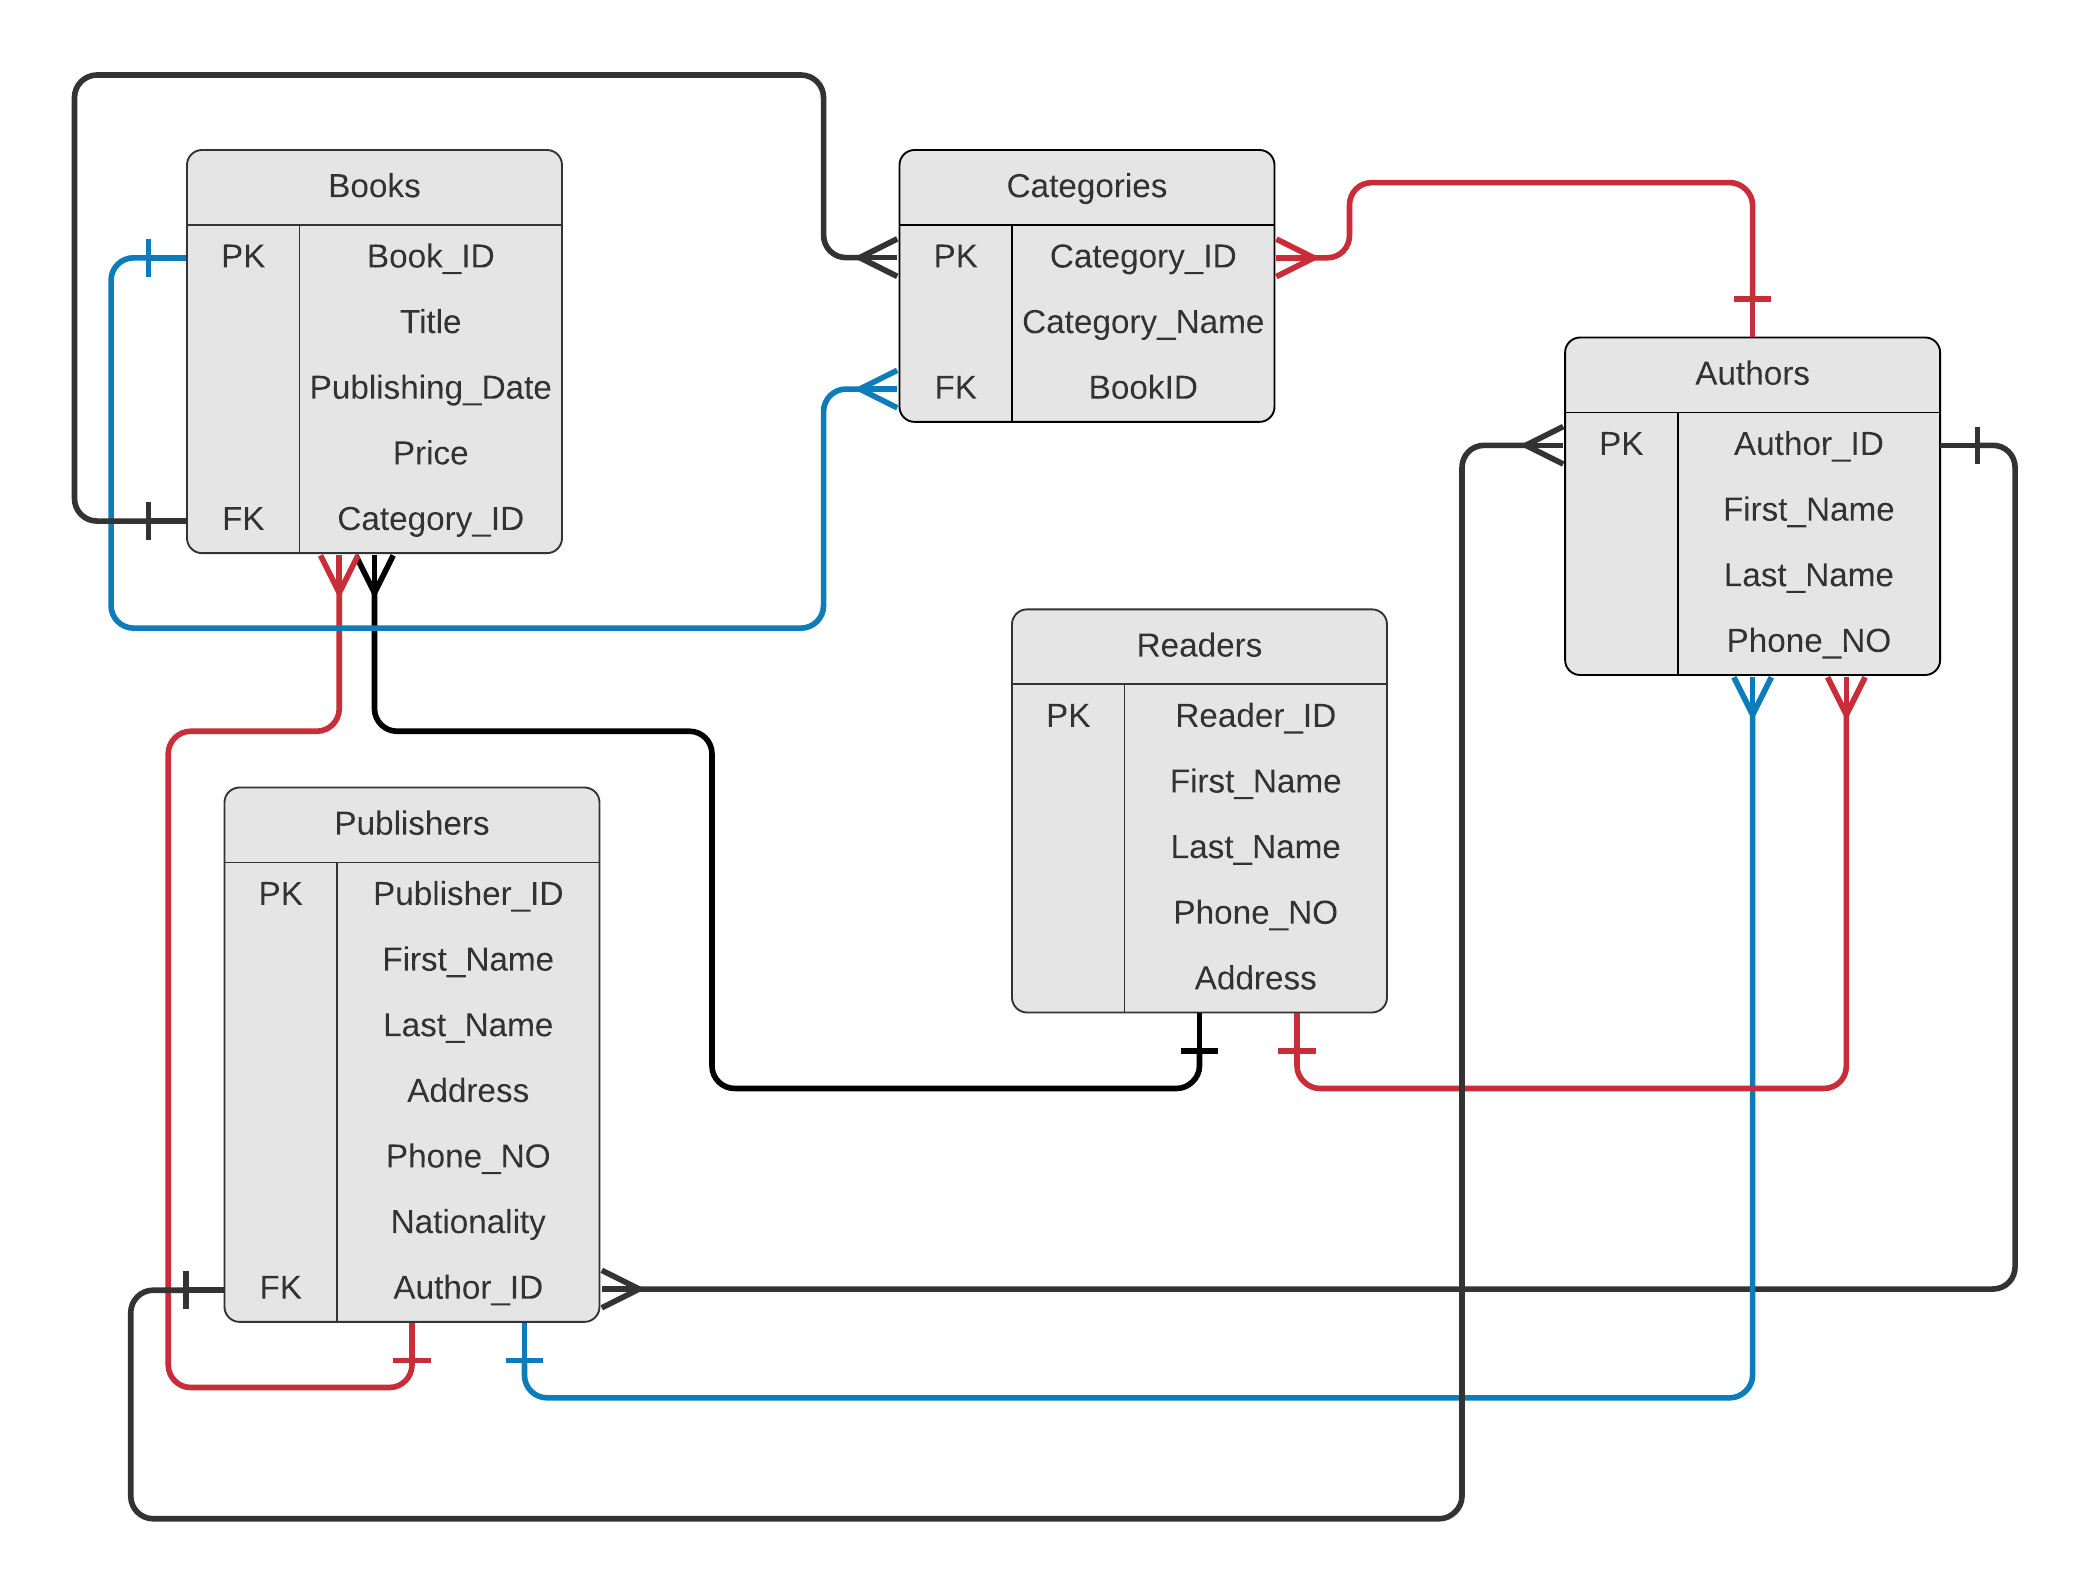 Books
PK Book_ID
Title
Publishing_Date
Price
FK Category_ID
Categories
PK Category_ID
Category_Name
FK BookID
Authors
PK Author_ID
First_Name
Last_Name
Phone_NO
Readers
PK Reader_ID
First_Name
Last_Name
Phone_NO
Address
Publishers
PK Publisher_ID
First_Name
Last_Name
Address
Phone_NO
Nationality
FK Author_ID